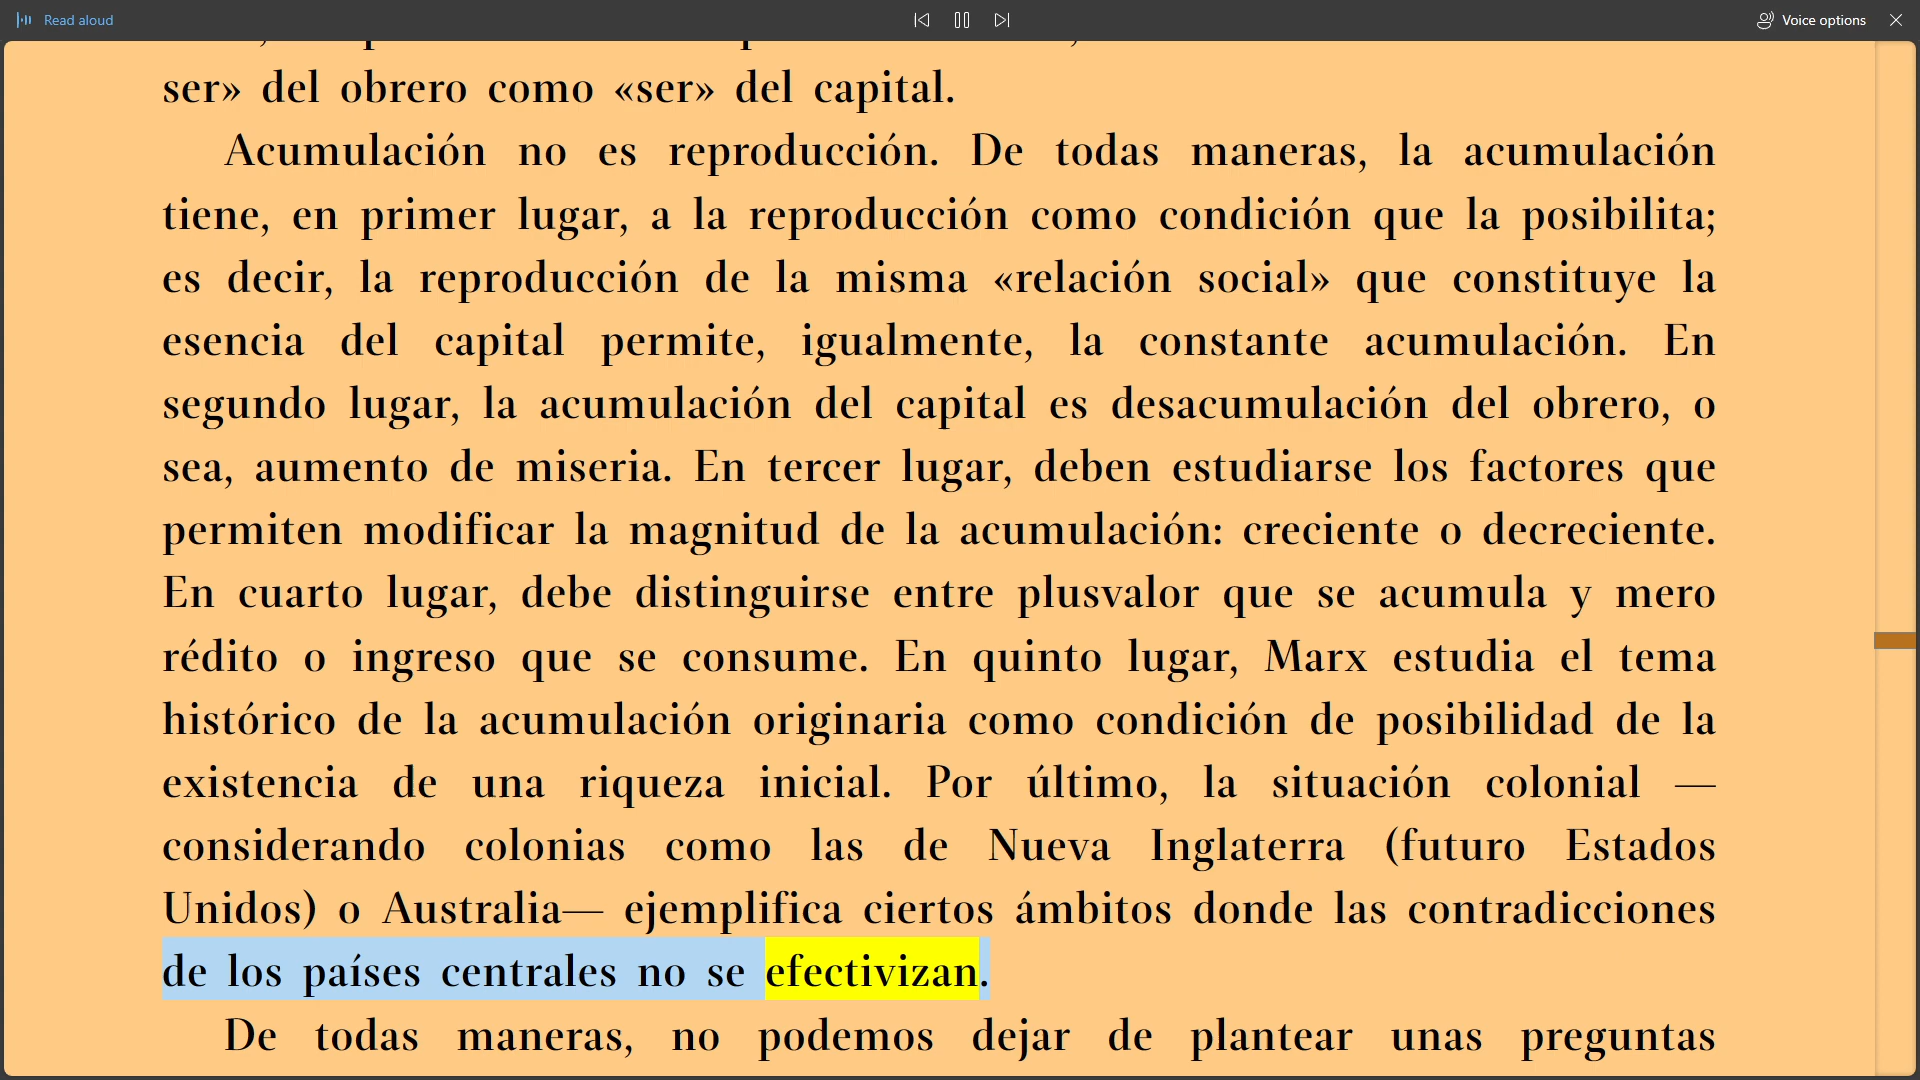 Read aloud
Voice options
ser» del obrero como «ser» del capital.
Acumulación no es reproducción. De todas maneras, la acumulación
tiene, en primer lugar, a la reproducción como condición que la posibilita;
es decir, la reproducción de la misma «relación social» que constituye la
esencia del capital permite, igualmente, la constante acumulación. En
segundo lugar, la acumulación del capital es desacumulación del obrero, o
sea, aumento de miseria. En tercer lugar, deben estudiarse los factores que
permiten modificar la magnitud de la acumulación: creciente o decreciente.
En cuarto lugar, debe distinguirse entre plusvalor que se acumula y mero
rédito o ingreso que se consume. En quinto lugar, Marx estudia el tema
histórico de la acumulación originaria como condición de posibilidad de la
existencia de una riqueza inicial. Por último, la situación colonial —
considerando colonias como las de Nueva Inglaterra (futuro Estados
Unidos) o Australia— ejemplifica ciertos ámbitos donde las contradicciones
de los países centrales no se efectivizan.
De todas maneras, no podemos dejar de plantear unas preguntas